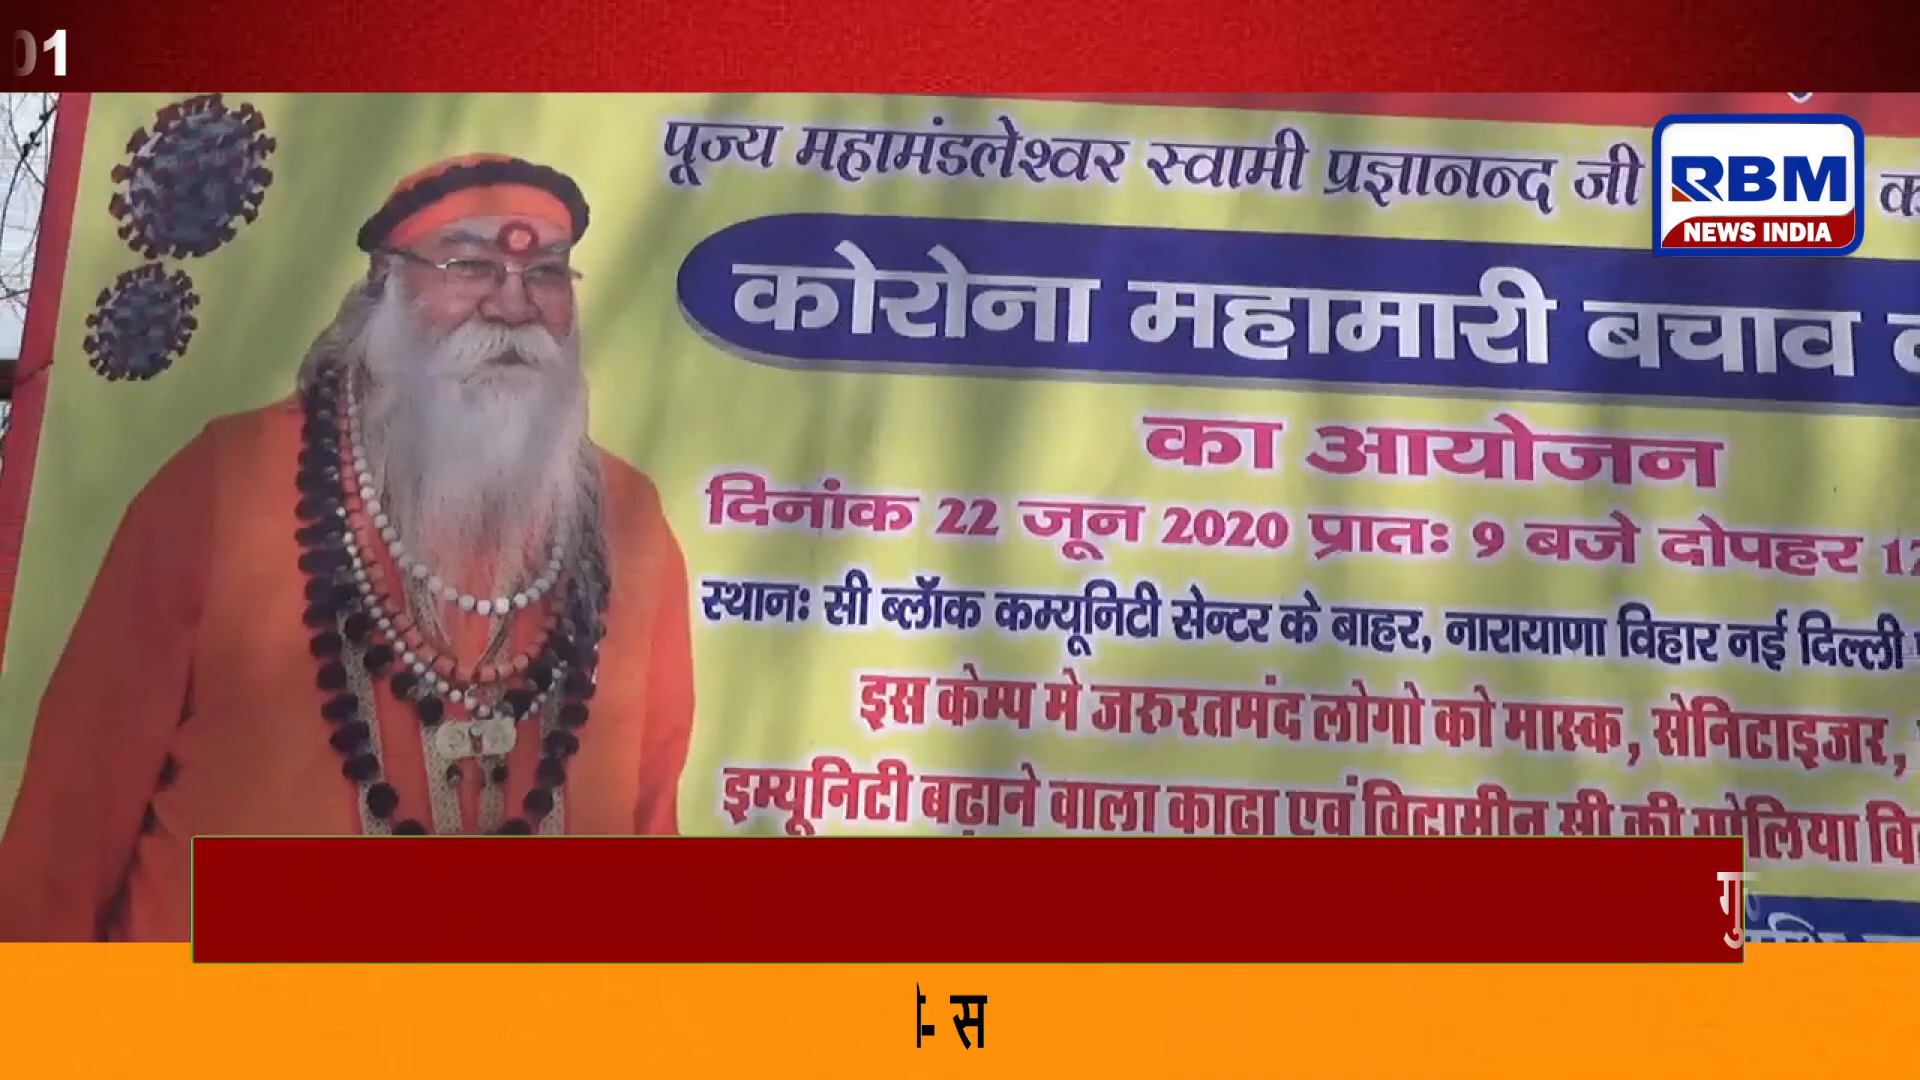 01
पूज्य महामंडलेश्वर स्वामी प्रज्ञानन्द जी
RBM
NEWS INDIA
कोरोना महामारी बचाव
का आयोजन
दिनांक 22 जून 2020 प्रातः 9 बजे दोपहर 12
स्थानः सी ब्लॉक कम्यूनिटी सेन्टर के बाहर, नारायाणा विहार नई दिल्ली
इस केम्प मे जरुरतमंद लोगो को मास्क, सेनिटाइजर,
इम्यूनिटी बढ़ाने वाला काढा एवं विटामीन सी की गोलिया
- स